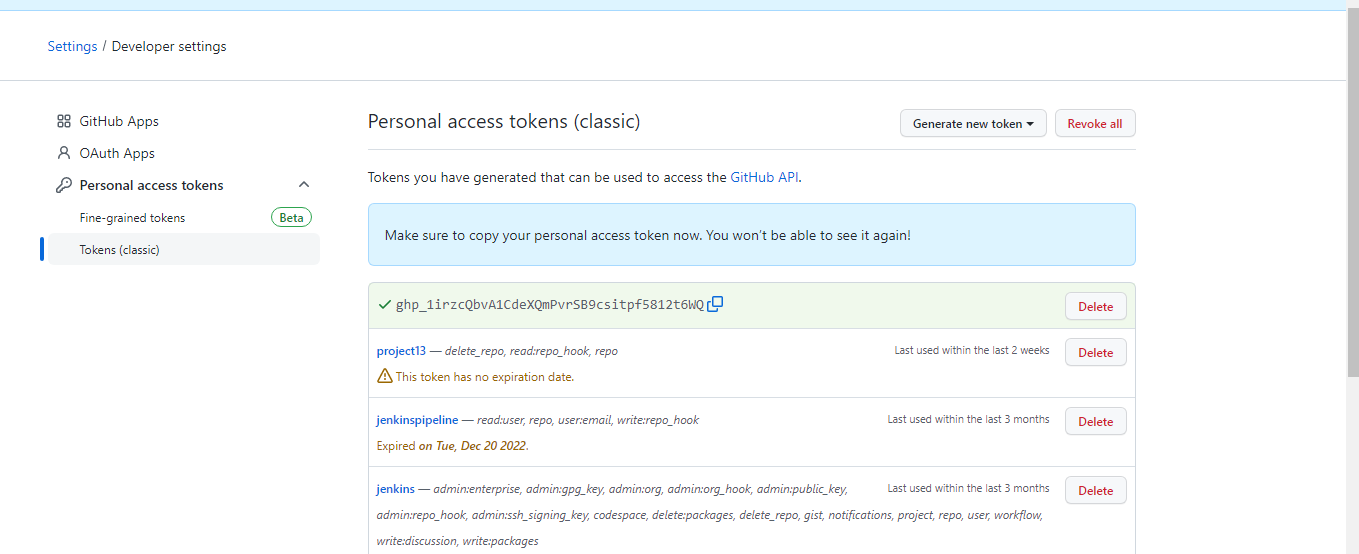 Settings / Developer settings
GitHub Apps
OAuth Apps
Personal access tokens
Fine-grained tokens Beta
Tokens (classic)
Personal access tokens (classic)
Generate new token
Revoke all
Tokens you have generated that can be used to access the GitHub API.
Make sure to copy your personal access token now. You won't be able to see it again!
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
Delete
project13 — delete_repo, read:repo_hook, repo
Last used within the last 2 weeks
Delete
This token has no expiration date.
jenkinspipeline — read:user, repo, user:email, write:repo_hook
Last used within the last 3 months
Delete
Expired on Tue, Dec 20 2022.
jenkins — admin:enterprise, admin:gpg_key, admin:org, admin:org_hook, admin:public_key,
admin:repo_hook, admin:ssh_signing_key, codespace, delete:packages, delete_repo, gist, notifications, project, repo, user, workflow,
write:discussion, write:packages
Last used within the last 3 months
Delete